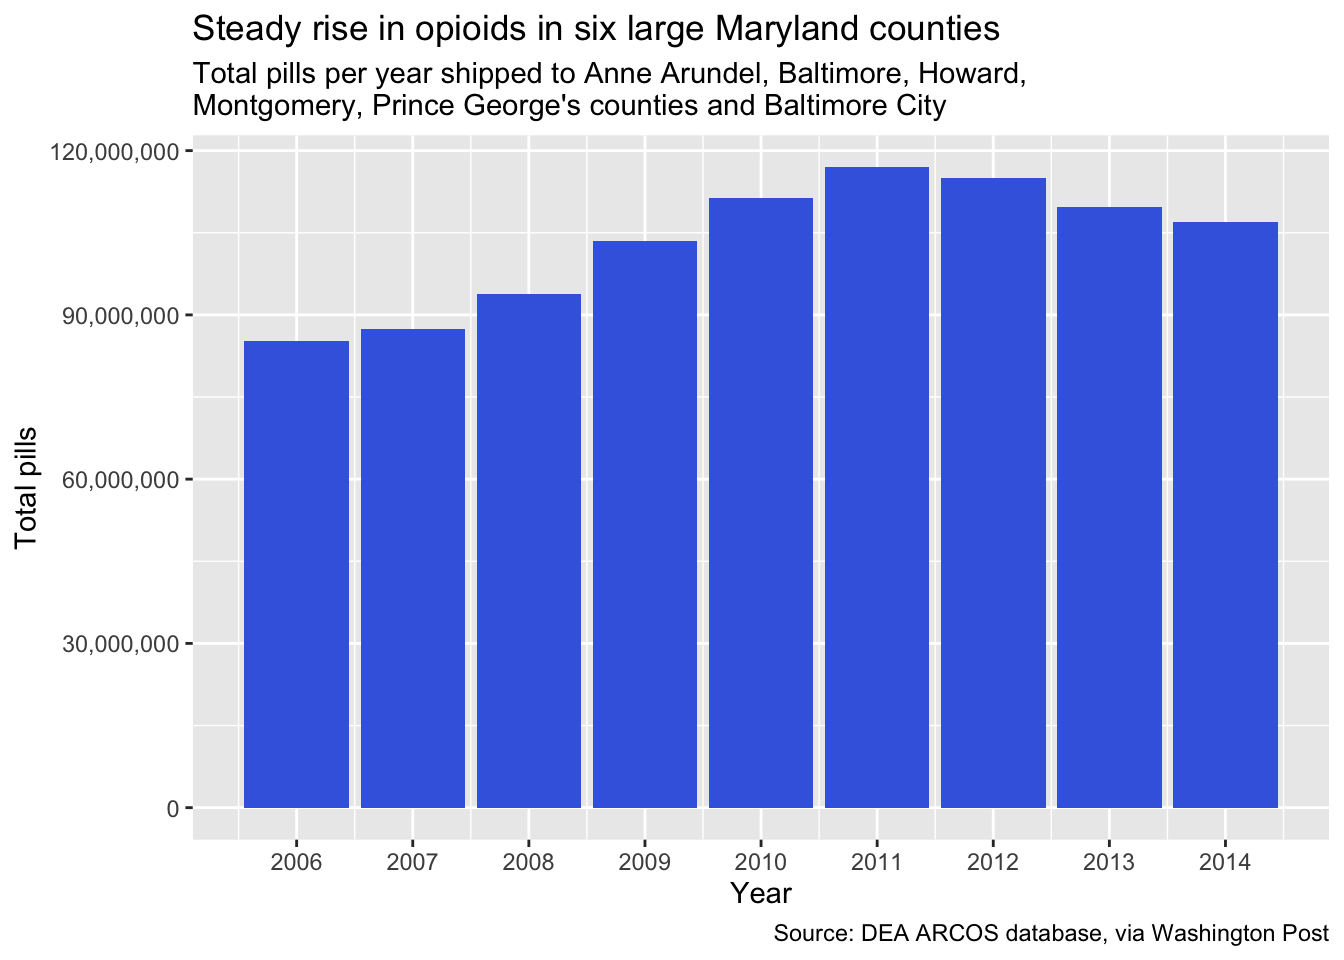 Steady rise in opioids in six large Maryland counties
Total pills per year shipped to Anne Arundel, Baltimore, Howard,
Montgomery, Prince George's counties and Baltimore City
120,000,000
90,000,000
60,000,000
30,000,000
0
Total pills
2006 2007 2008 2009 2010 2011 2012 2013 2014
Year
Source: DEA ARCOS database, via Washington Post